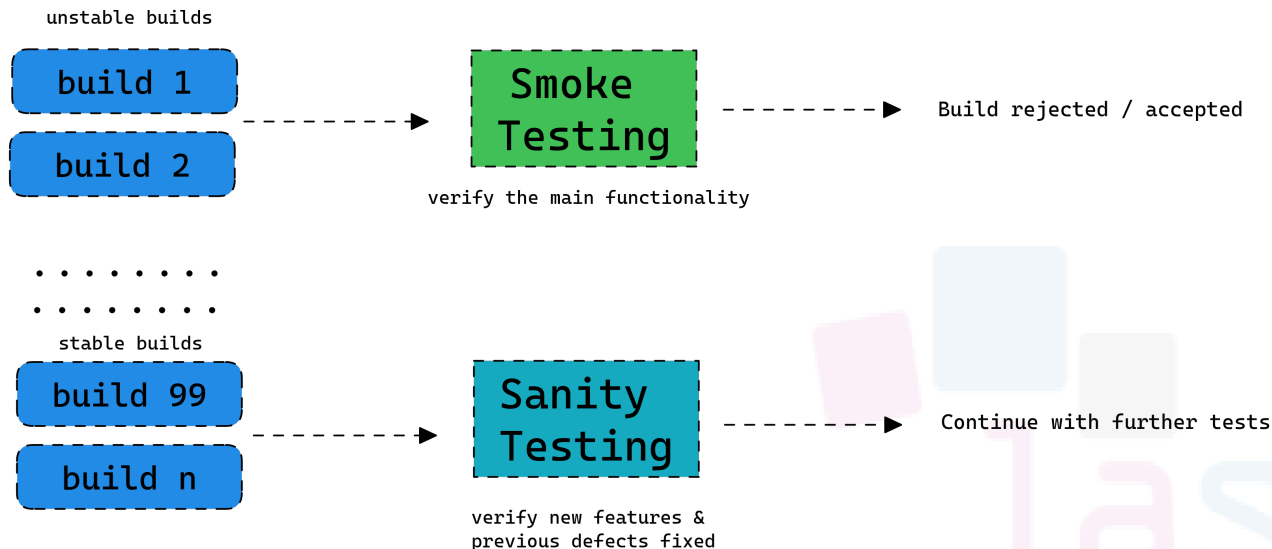 unstable builds
build 1
build 2
Smoke
Testing
verify the main functionality
Build rejected / accepted
stable builds
build 99
build n
Sanity
Testing
verify new features &
previous defects fixed
Continue with further tests